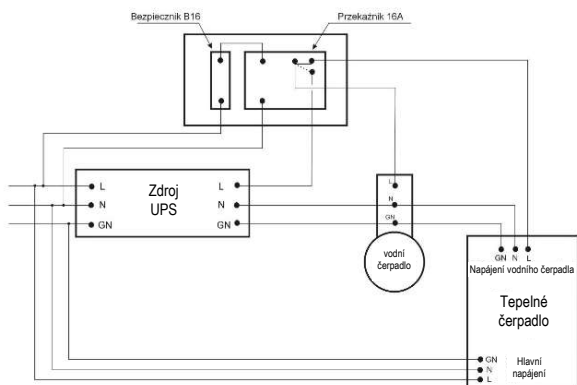 Bezpiecznik B16
Przekaźnik 16A
L
N
GN
Zdroj
UPS
L
N
GN
L
N
GN
vodní
čerpadlo
GN N L
Napájení vodního čerpadla
Tepelné
čerpadlo
GN
N
L
Hlavní
napájení